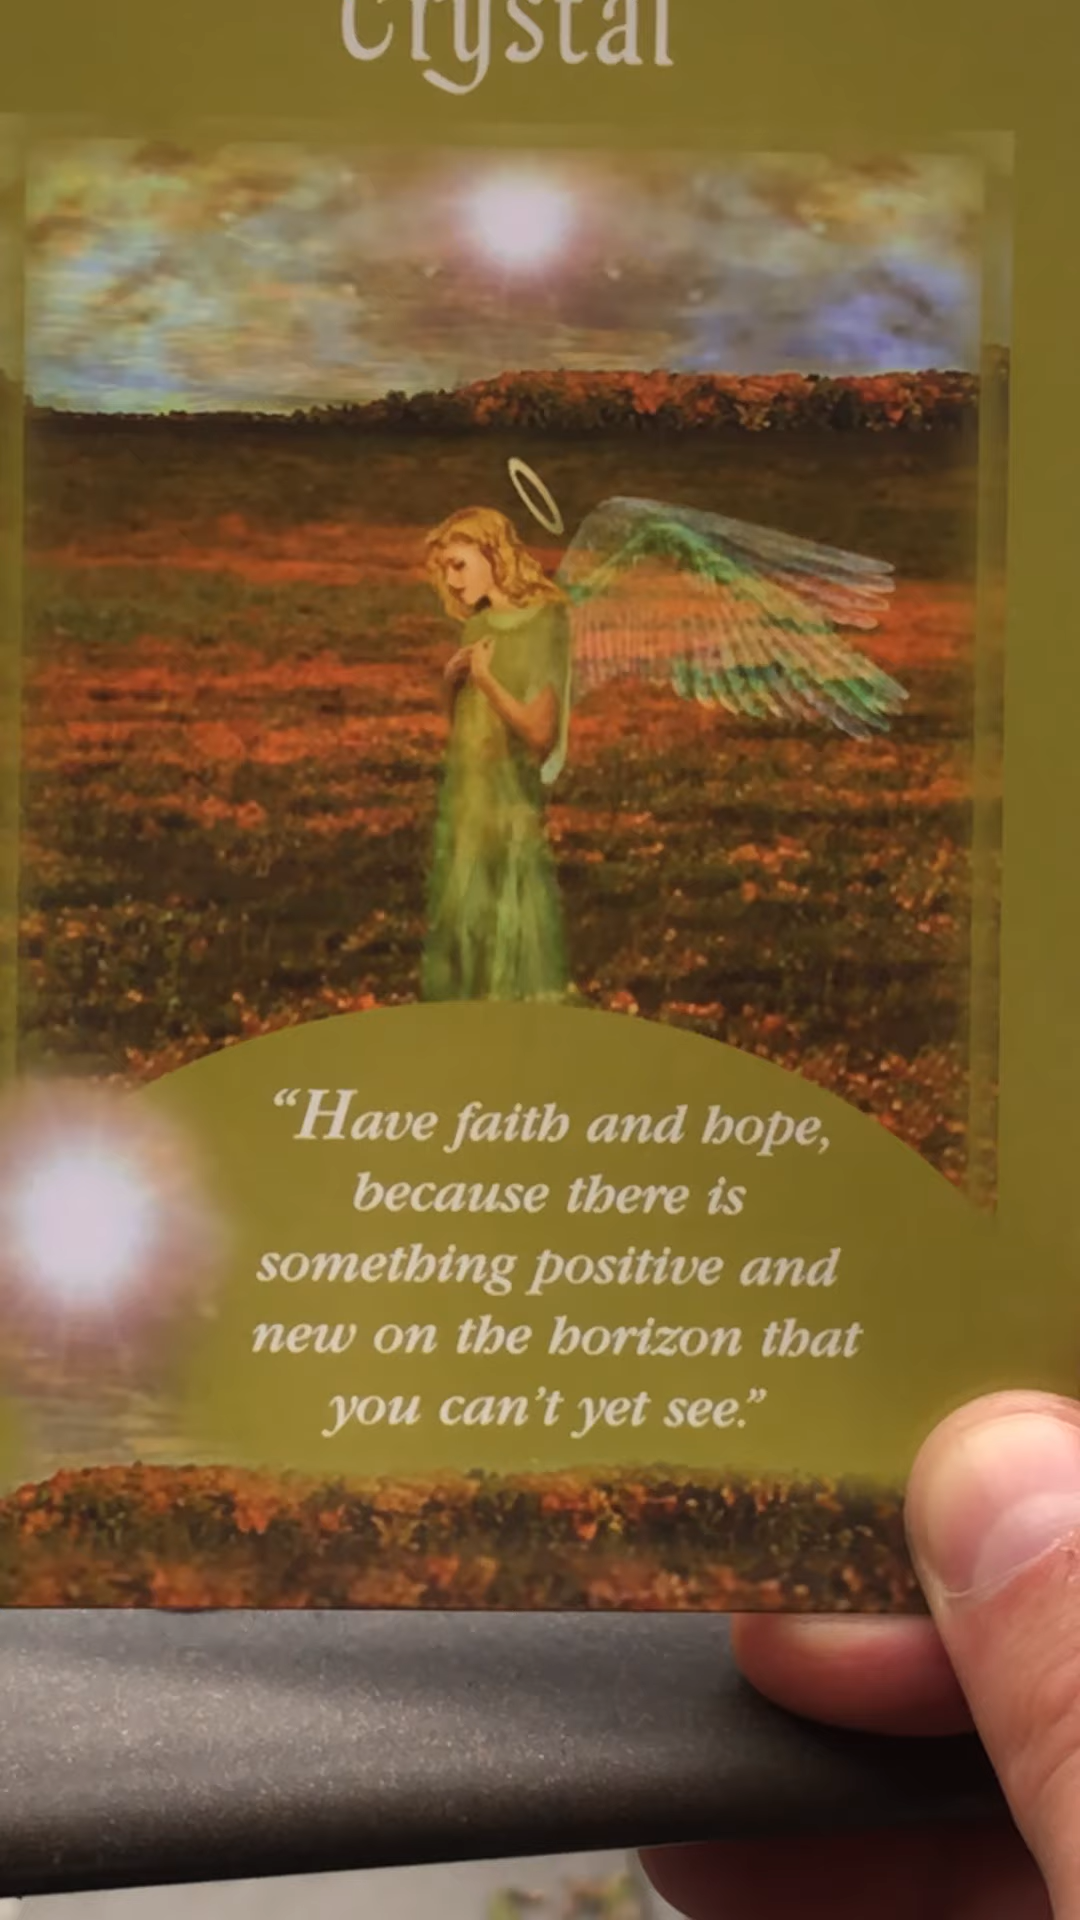 Crystal
“Have faith and hope,
because there is
something positive and
new on the horizon that
you can’t yet see.”